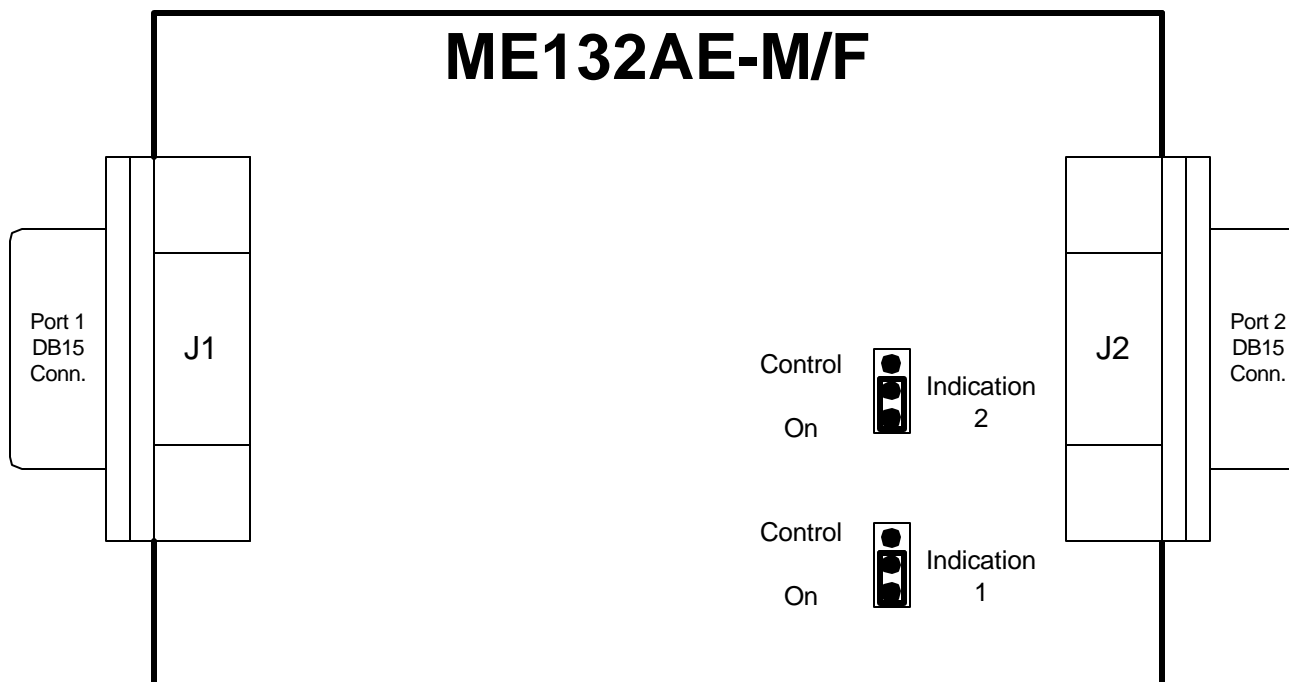 ME132AE-M/F
Port 1
DB15
Conn.
J1
Control
On
Indication
2
Control
On
Indication
1
J2
Port 2
DB15
Conn.